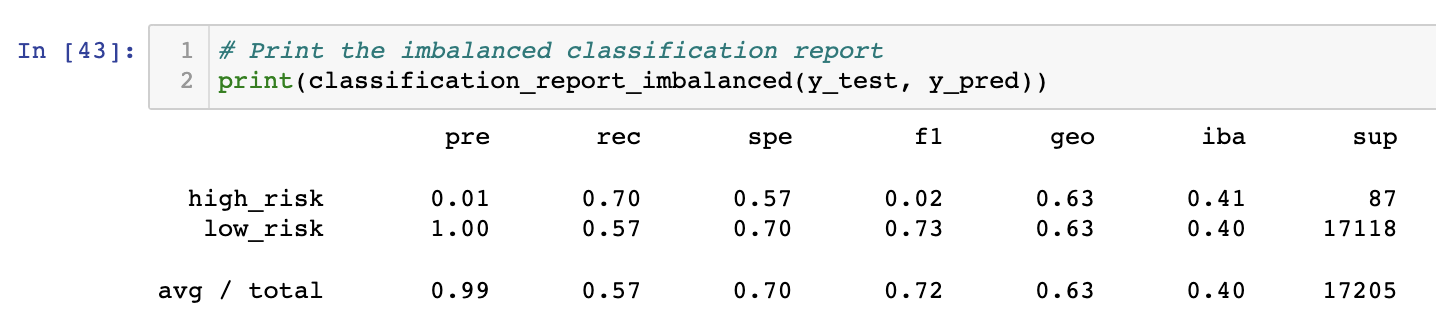 In [43]: 1 # Print the imbalanced classification report
2 print(classification_report_imbalanced(y_test, y_pred))
pre rec spe f1 geo iba sup
high_risk 0.01 0.70 0.57 0.02 0.63 0.41 87
low_risk 1.00 0.57 0.70 0.73 0.63 0.40 17118
avg / total 0.99 0.57 0.70 0.72 0.63 0.40 17205